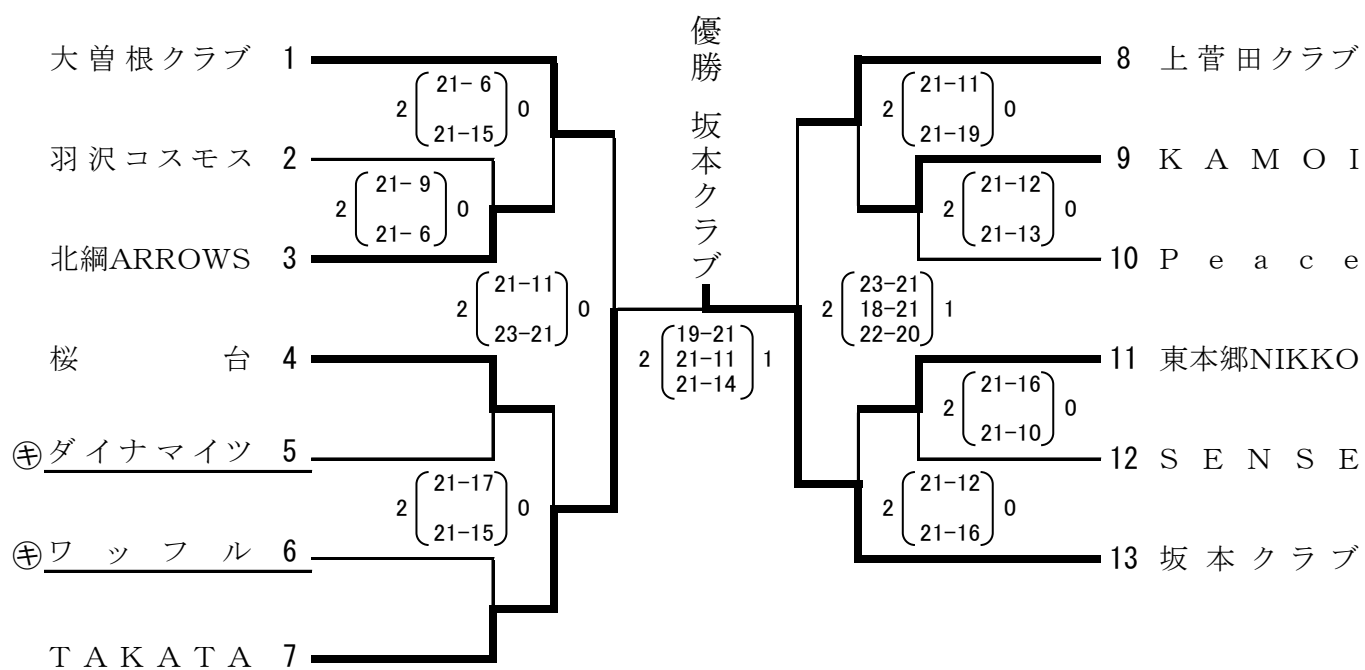 優勝 坂本クラブ
大曽根クラブ 1
2 21- 6 0
21-15
羽沢コスモス 2
2 21- 9 0
21- 6
北綱ARROWS 3
2 21-11 0
23-21
桜台 4
㋖ダイナマイツ 5
2 21-17 0
21-15
㋖ワッフル 6
TAKATA 7
19-21
2 21-11 1
21-14
8 上菅田クラブ
2 21-11 0
21-19
9 KAMOI
2 21-12 0
21-13
10 Peace
23-21
2 18-21 1
22-20
11 東本郷NIKKO
2 21-16 0
21-10
12 SENSE
2 21-12 0
21-16
13 坂本クラブ